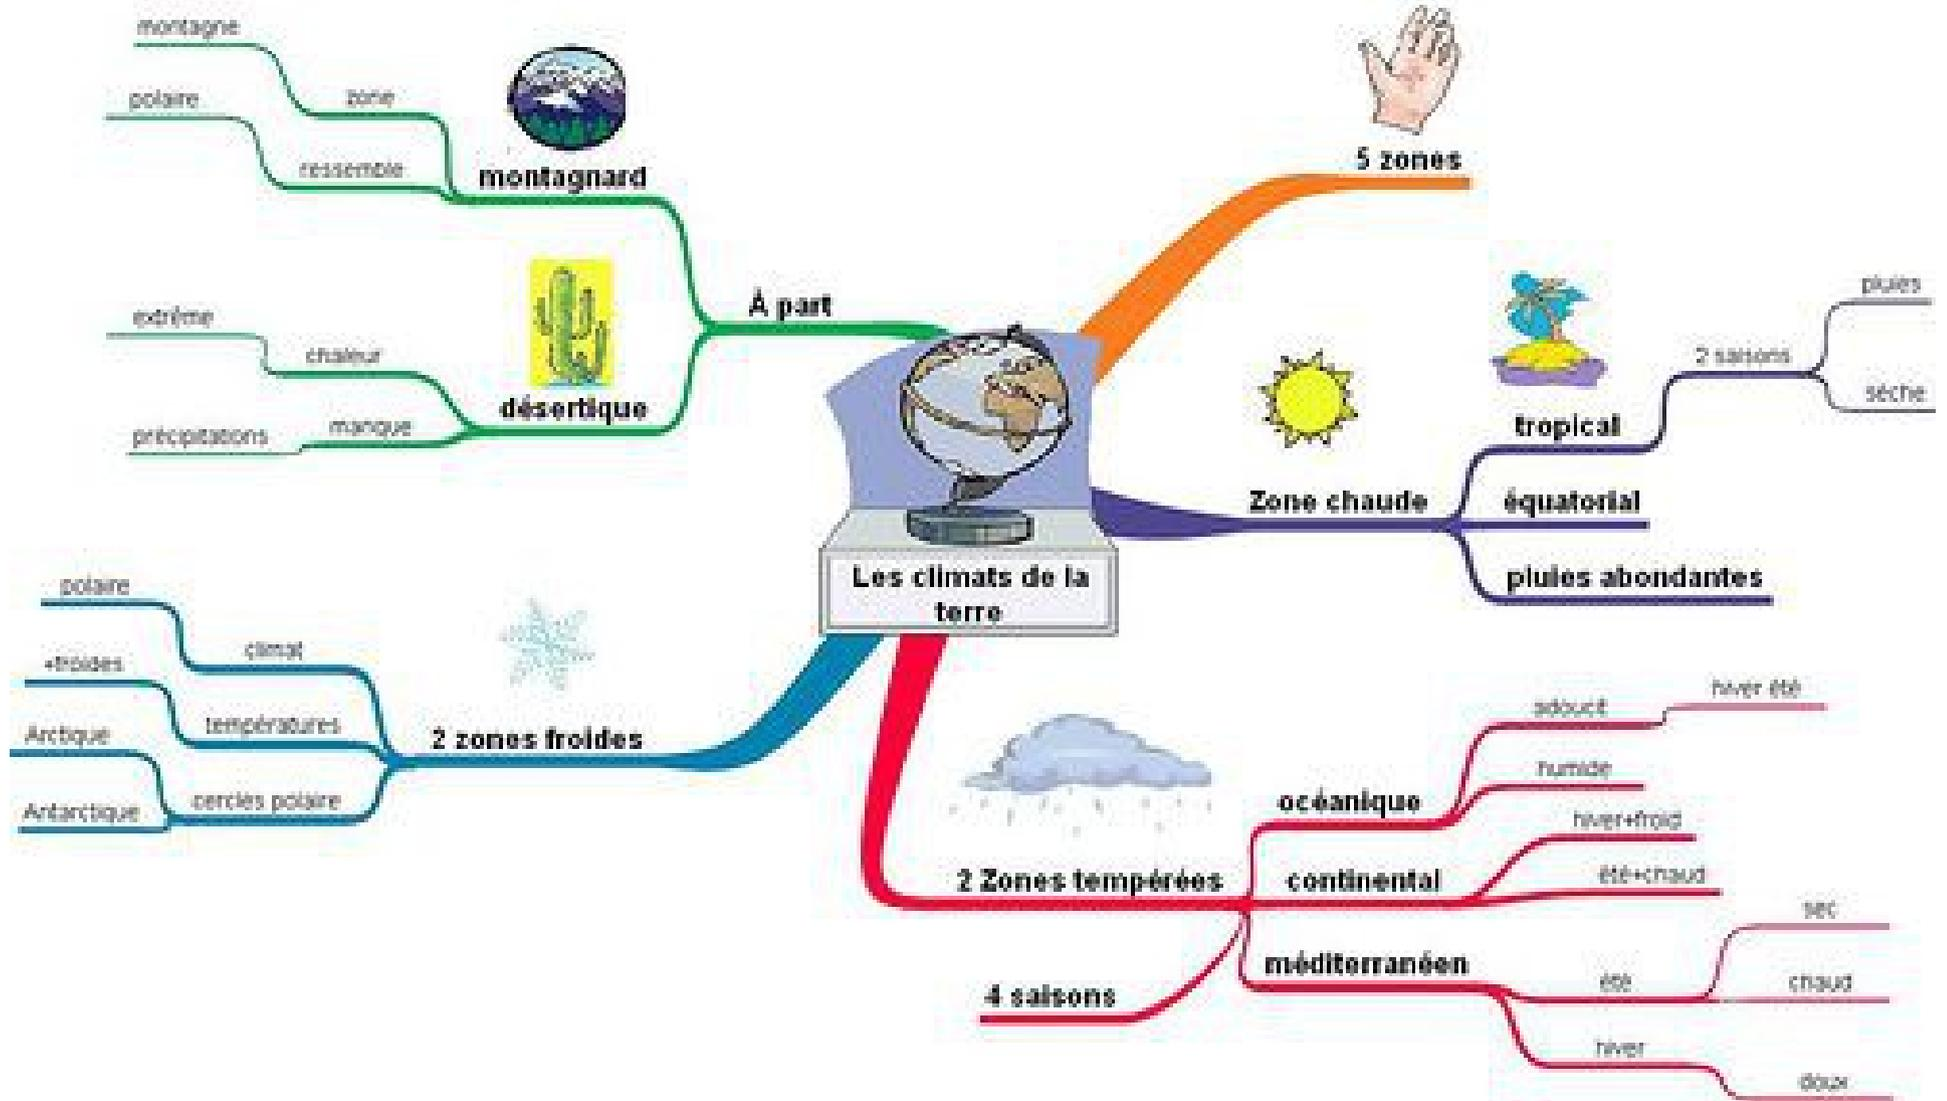 Les climats de la
terre
5 zones
Zone chaude
tropical
2 saisons
pluies
sèche
équatorial
pluies abondantes
2 Zones tempérées
océanique
adoucit
hiver été
humide
continental
hiver+froid
été+chaud
méditerranéen
été
sec
chaud
hiver
doux
4 saisons
2 zones froides
climat
polaire
températures
+froides
cercles polaire
Arctique
Antarctique
À part
montagnard
zone
montagne
ressemble
polaire
désertique
chaleur
extrême
manque
précipitations